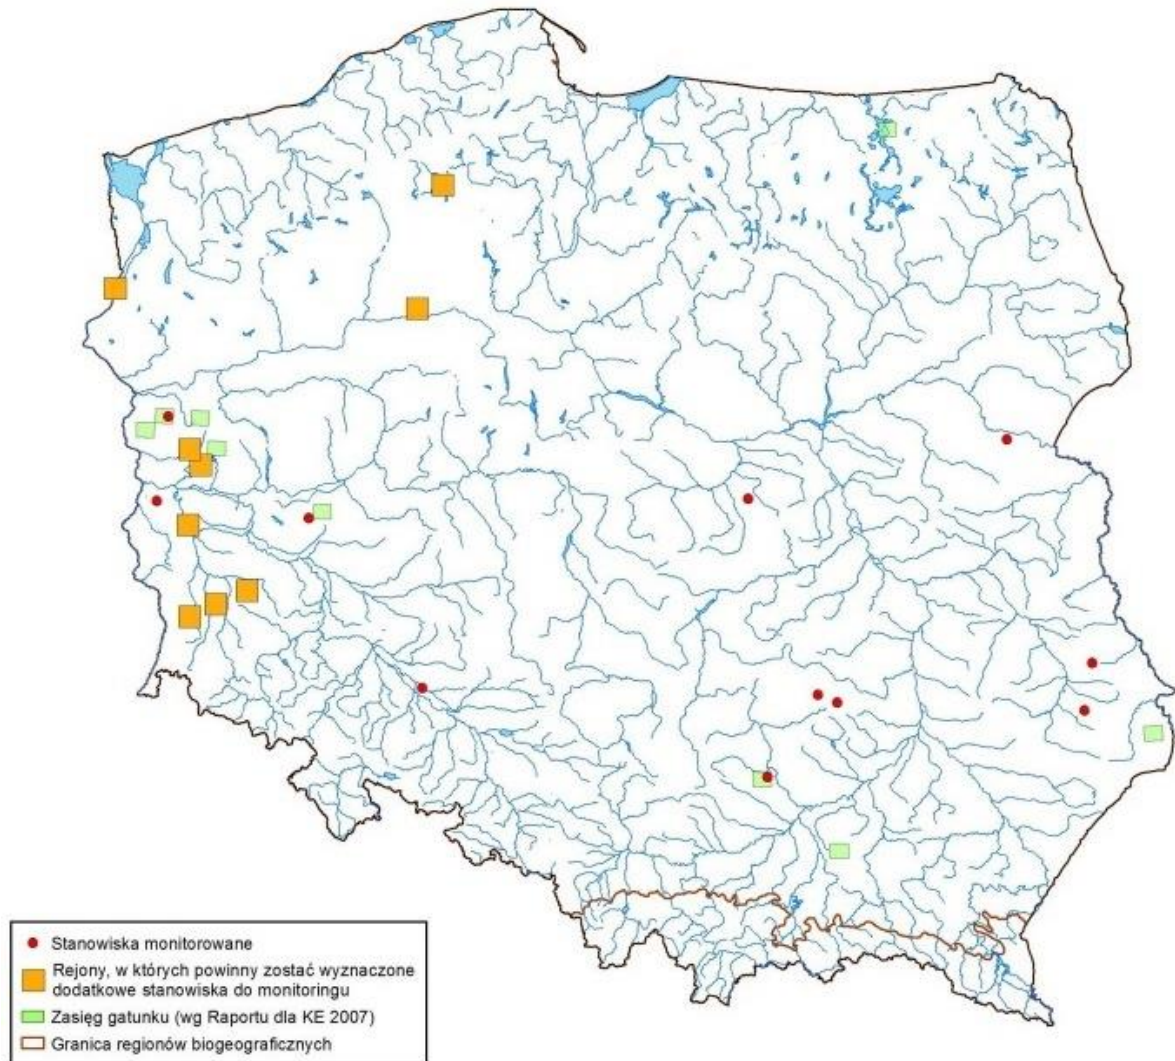 Stanowiska monitorowane
Rejony, w których powinny zostać wyznaczone
dodatkowe stanowiska do monitoringu
Zasięg gatunku (wg Raportu dla KE 2007)
Granica regionów biogeograficznych